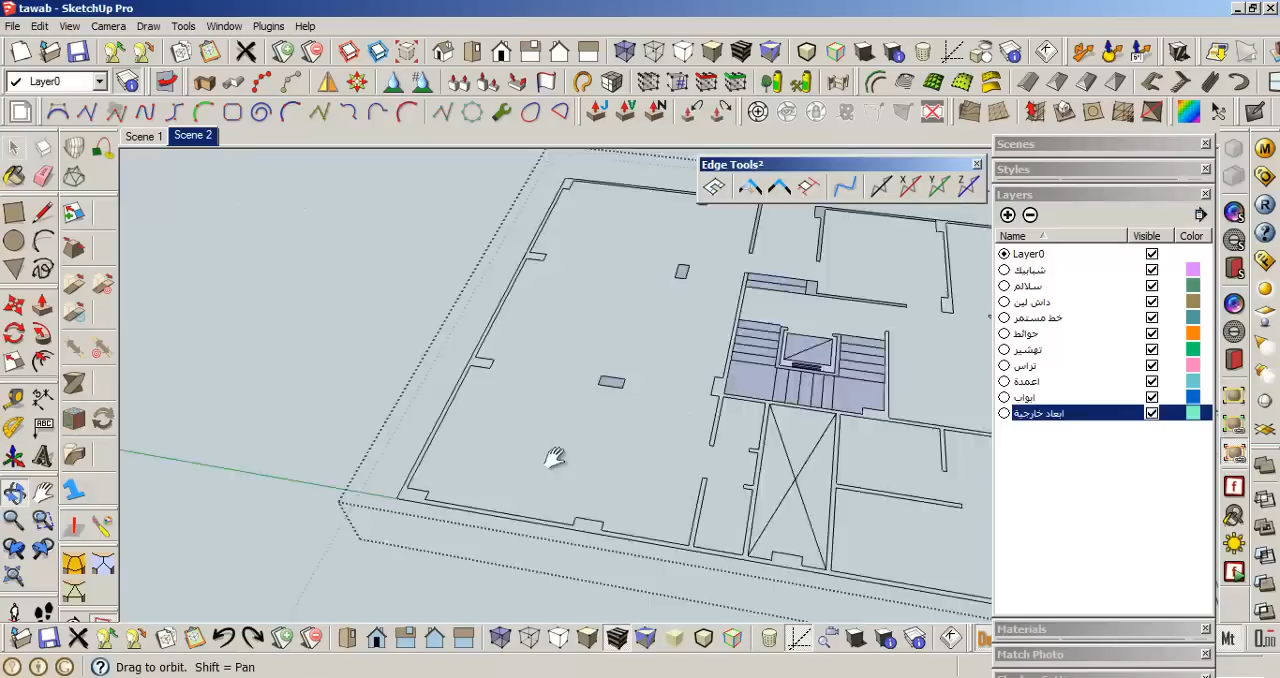 tawab - SketchUp Pro
File Edit View Camera Draw Tools Window Plugins Help
Layer0
Scene 1 Scene 2
Edge Tools²
Scenes
Styles
Layers
Name Visible Color
Layer0
شبابيك
سلالم
داش لين
خط مستمر
حوائط
تهشير
تراس
اعمدة
ابواب
ابعاد خارجية
Materials
Match Photo
Drag to orbit. Shift = Pan